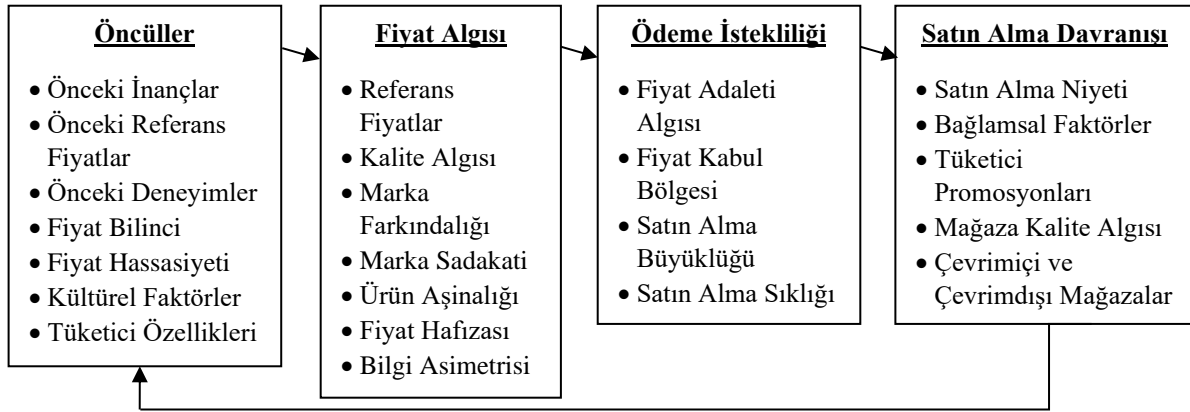 Öncüller
• Önceki İnançlar
• Önceki Referans
Fiyatlar
• Önceki Deneyimler
• Fiyat Bilinci
• Fiyat Hassasiyeti
• Kültürel Faktörler
• Tüketici Özellikleri
Fiyat Algısı
• Referans
Fiyatlar
• Kalite Algısı
• Marka
Farkındalığı
• Marka Sadakati
• Ürün Aşinalığı
• Fiyat Hafızası
• Bilgi Asimetrisi
Ödeme İstekliliği
• Fiyat Adaleti
Algısı
• Fiyat Kabul
Bölgesi
• Satın Alma
Büyüklüğü
• Satın Alma Sıklığı
Satın Alma Davranışı
• Satın Alma Niyeti
• Bağlamsal Faktörler
• Tüketici
Promosyonları
• Mağaza Kalite Algısı
• Çevrimiçi ve
Çevrimdışı Mağazalar